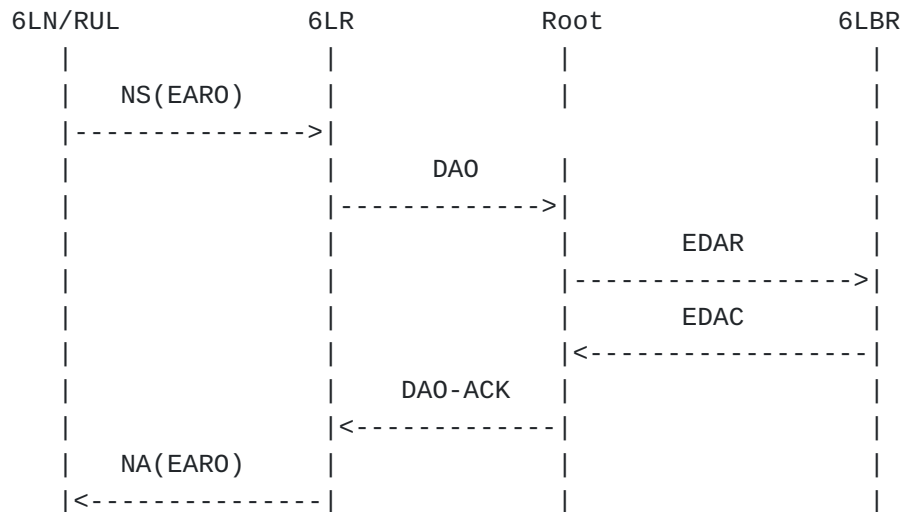 6LN/RUL 6LR Root 6LBR
NS(EARO)
DAO
EDAR
EDAC
DAO-ACK
NA(EARO)